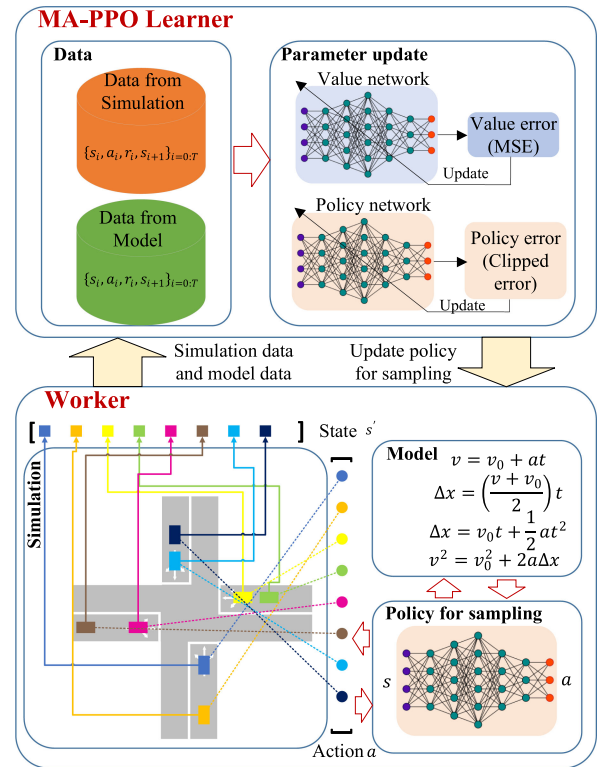 MA-PPO Learner
Data
Data from
Simulation
{s_i, a_i, r_i, s_{i+1}}_{i=0:T}
Data from
Model
{s_i, a_i, r_i, s_{i+1}}_{i=0:T}
Parameter update
Value network
Value error
(MSE)
Update
Policy network
Policy error
(Clipped
error)
Update
Simulation data
and model data
Update policy
for sampling
Worker
[ ]
State s'
Simulation
[ ]
Action a
Model
v = v_0 + at
Δx = ((v + v_0)/2) t
Δx = v_0 t + 1/2 at^2
v^2 = v_0^2 + 2aΔx
Policy for sampling
s
a